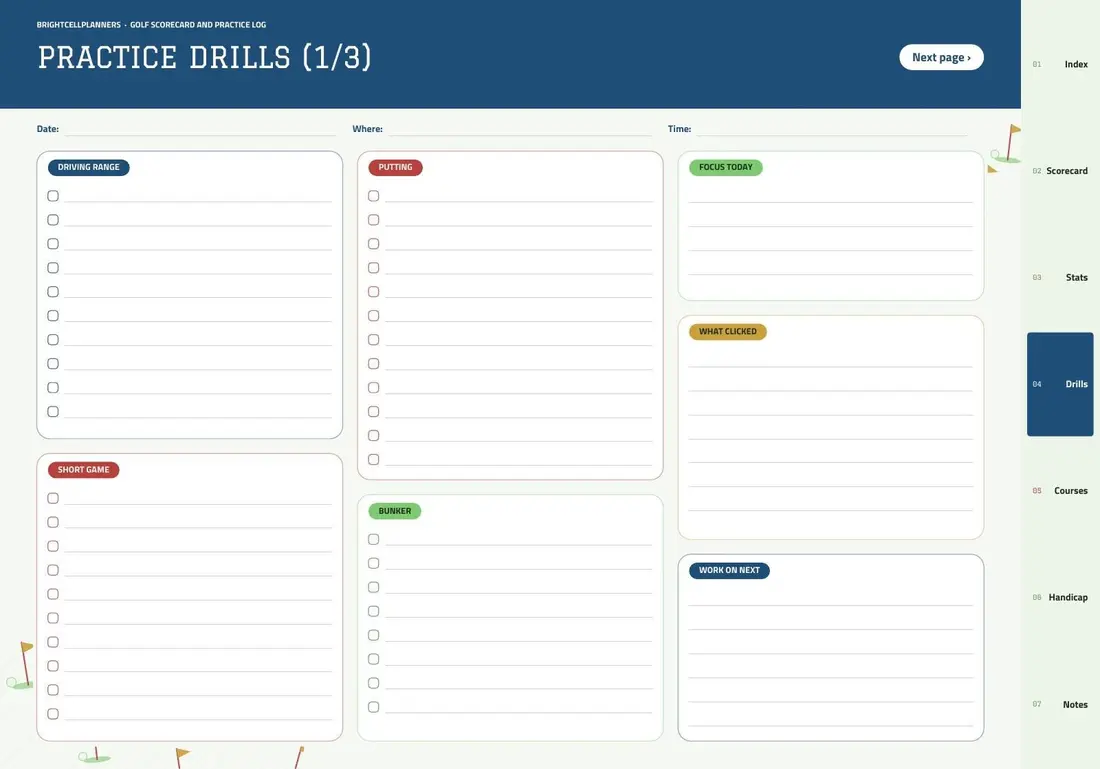 BRIGHTCELLPLANNERS · GOLF SCORECARD AND PRACTICE LOG
PRACTICE DRILLS (1/3)
Next page ›
Date:
Where:
Time:
DRIVING RANGE
SHORT GAME
PUTTING
BUNKER
FOCUS TODAY
WHAT CLICKED
WORK ON NEXT
01 Index
02 Scorecard
03 Stats
04 Drills
05 Courses
06 Handicap
07 Notes